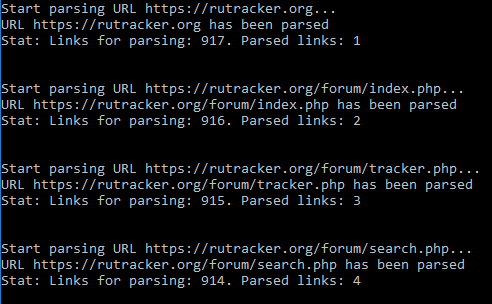 Start parsing URL https://rutracker.org...
URL https://rutracker.org has been parsed
Stat: Links for parsing: 917. Parsed links: 1
Start parsing URL https://rutracker.org/forum/index.php...
URL https://rutracker.org/forum/index.php has been parsed
Stat: Links for parsing: 916. Parsed links: 2
Start parsing URL https://rutracker.org/forum/tracker.php...
URL https://rutracker.org/forum/tracker.php has been parsed
Stat: Links for parsing: 915. Parsed links: 3
Start parsing URL https://rutracker.org/forum/search.php...
URL https://rutracker.org/forum/search.php has been parsed
Stat: Links for parsing: 914. Parsed links: 4